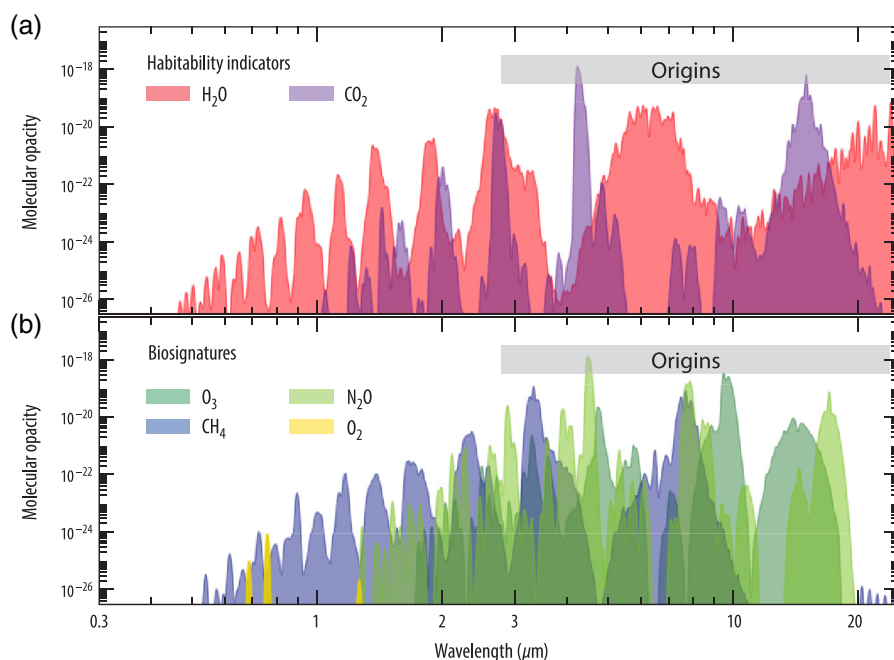 (a)
Habitability indicators
H₂O CO₂
Origins
Molecular opacity
10⁻¹⁸
10⁻²⁰
10⁻²²
10⁻²⁴
10⁻²⁶
(b)
Biosignatures
O₃ N₂O
CH₄ O₂
Origins
Molecular opacity
10⁻¹⁸
10⁻²⁰
10⁻²²
10⁻²⁴
10⁻²⁶
0.3 1 2 3 10 20
Wavelength (μm)